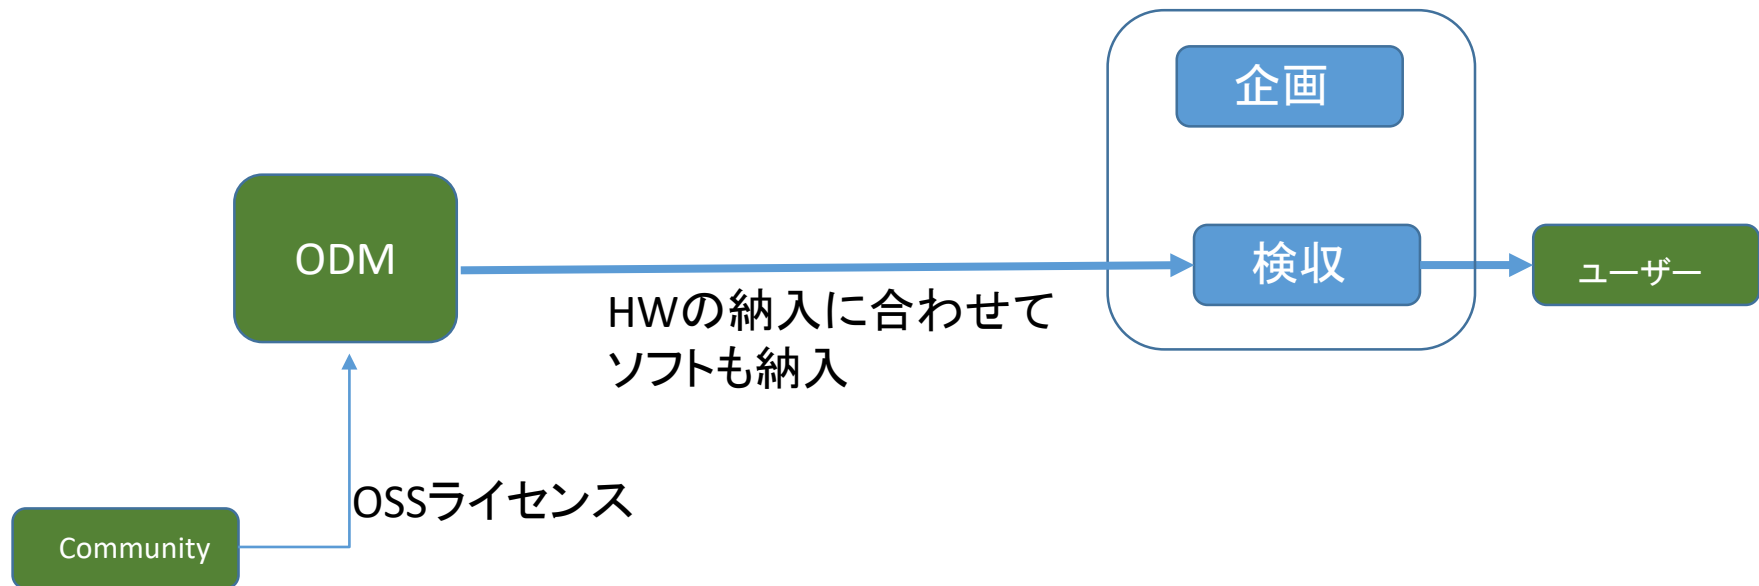 企画
ODM
検収
ユーザー
HWの納入に合わせて
ソフトも納入
OSSライセンス
Community